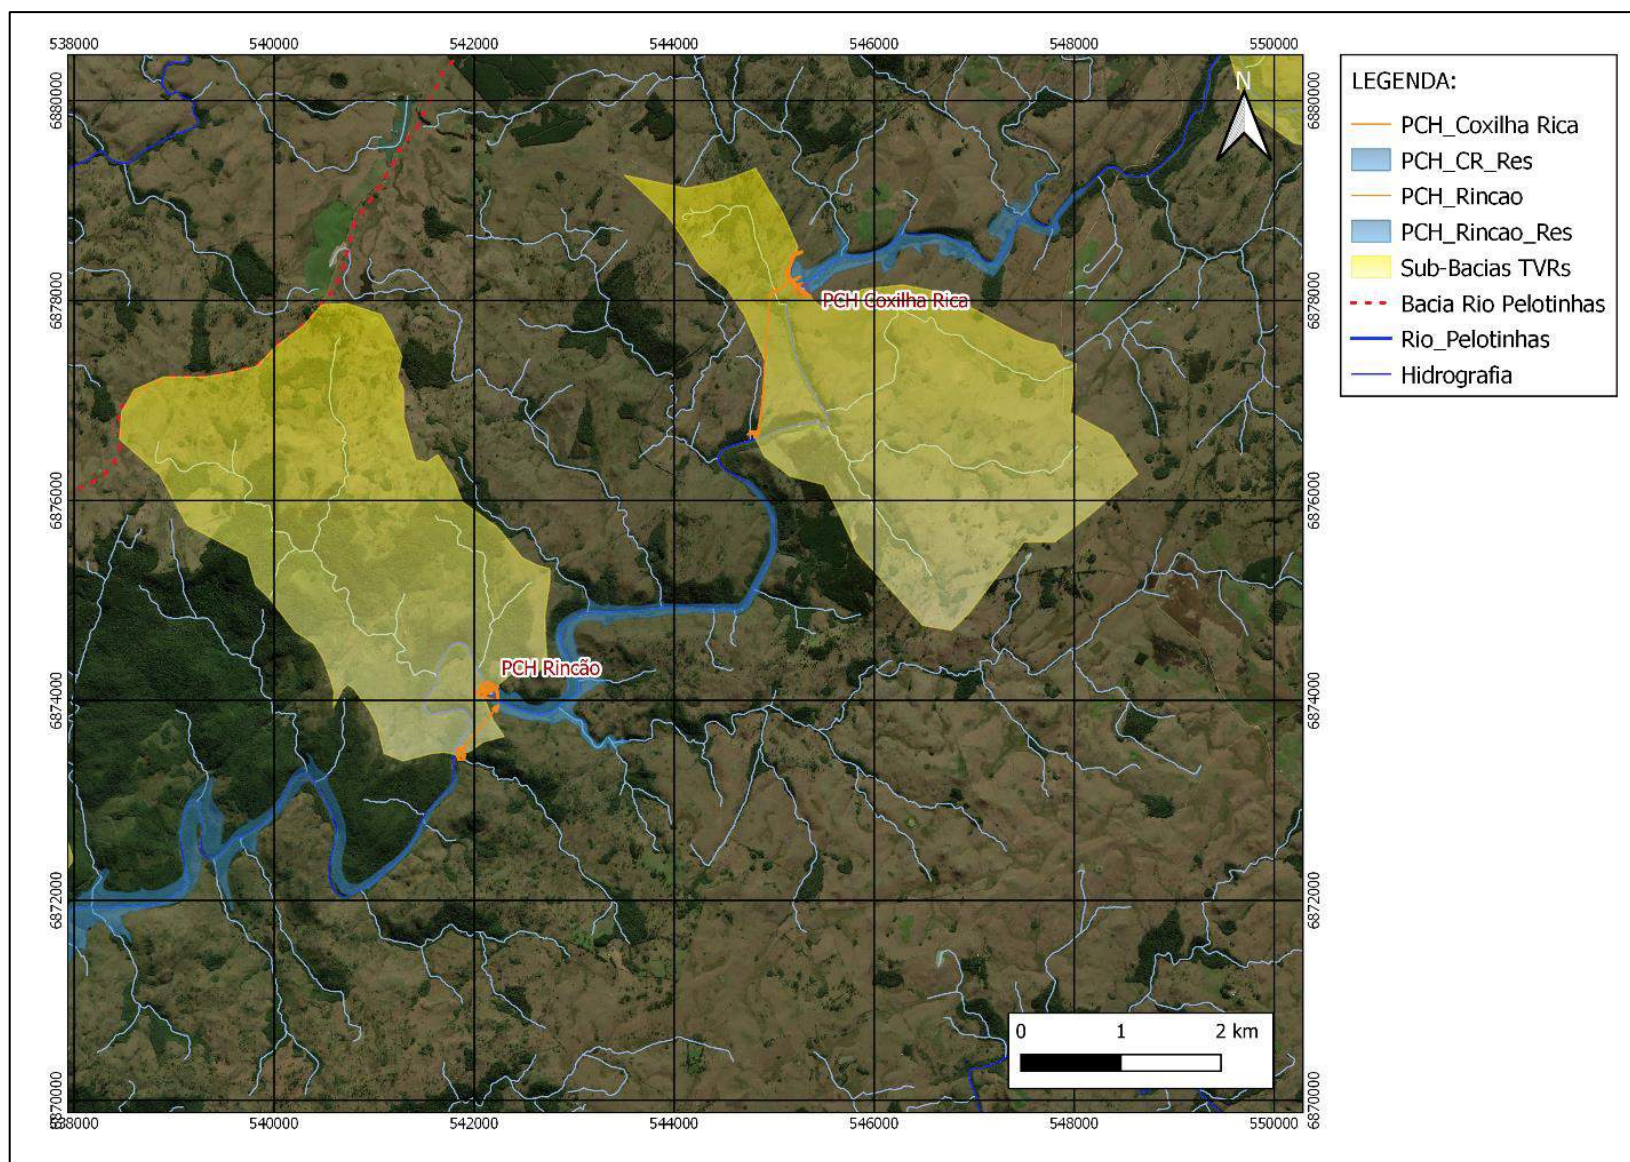 538000 540000 542000 544000 546000 548000 550000
LEGENDA:
PCH_Coxilha Rica
PCH_CR_Res
PCH_Rincao
PCH_Rincao_Res
Sub-Bacias TVRs
Bacia Rio Pelotinhas
Rio_Pelotinhas
Hidrografia
N
6880000 6880000
6878000 6878000
PCH Coxilha Rica
6876000 6876000
PCH Rincão
6874000 6874000
6872000 6872000
0 1 2 km
6870000 6870000
538000 540000 542000 544000 546000 548000 550000